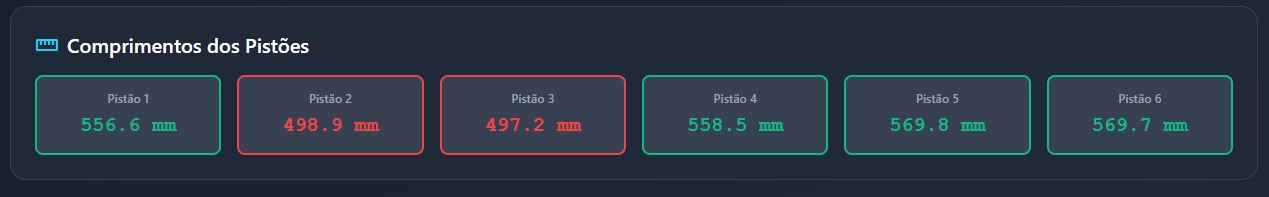 Comprimentos dos Pistões
Pistão 1
556.6 mm
Pistão 2
498.9 mm
Pistão 3
497.2 mm
Pistão 4
558.5 mm
Pistão 5
569.8 mm
Pistão 6
569.7 mm